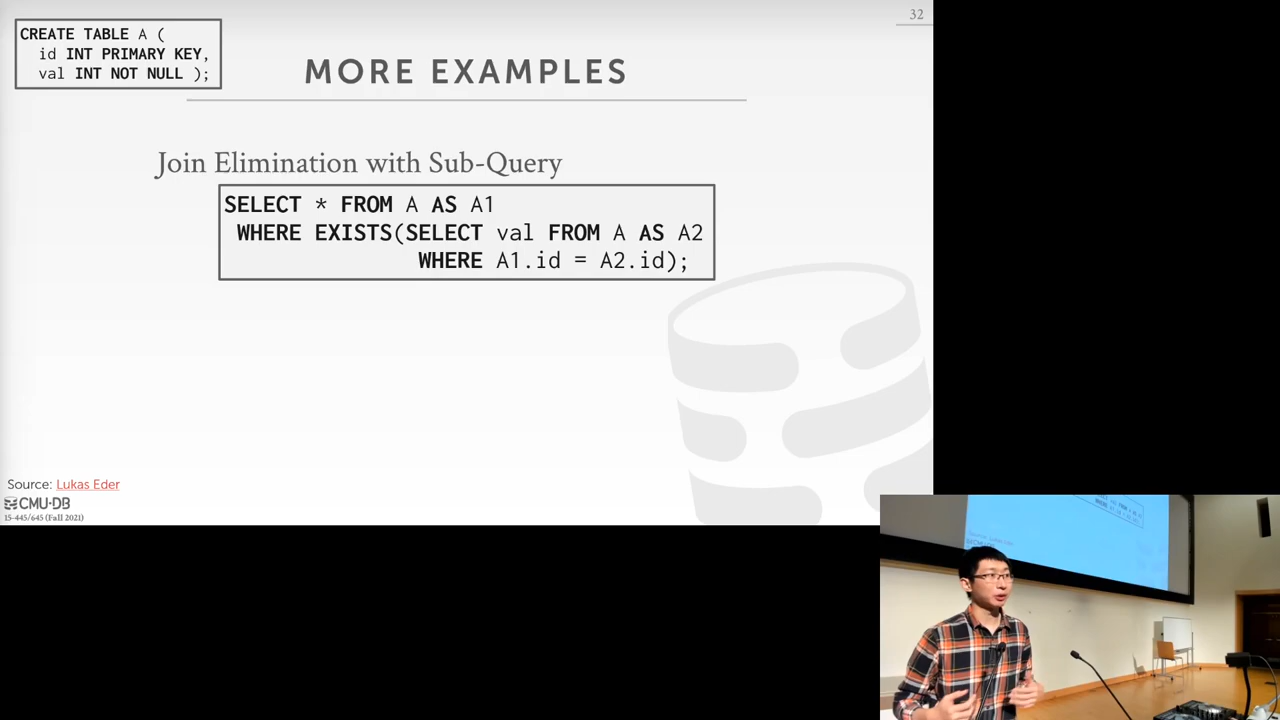 32
CREATE TABLE A (
id INT PRIMARY KEY,
val INT NOT NULL );
MORE EXAMPLES
Join Elimination with Sub-Query
SELECT * FROM A AS A1
WHERE EXISTS(SELECT val FROM A AS A2
WHERE A1.id = A2.id);
Source: Lukas Eder
CMU·DB
15-445/645 (Fall 2021)